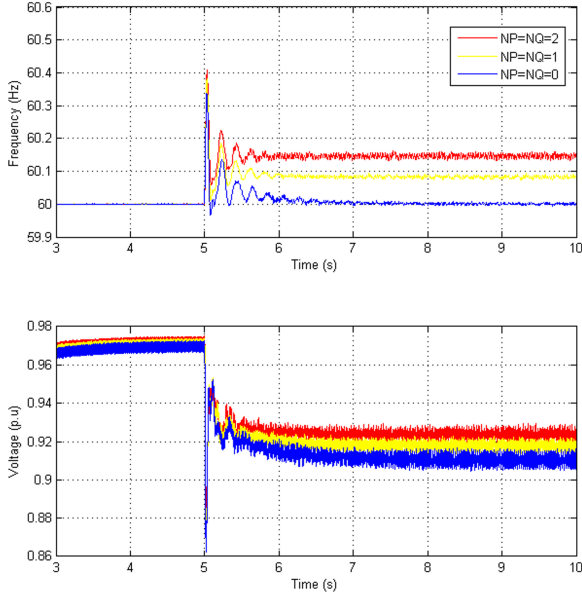 60.6
60.5
60.4
60.3
60.2
60.1
60
59.9
Frequency (Hz)
NP=NQ=2
NP=NQ=1
NP=NQ=0
3 4 5 6 7 8 9 10
Time (s)
0.98
0.96
0.94
0.92
0.9
0.88
0.86
Voltage (p.u)
3 4 5 6 7 8 9 10
Time (s)